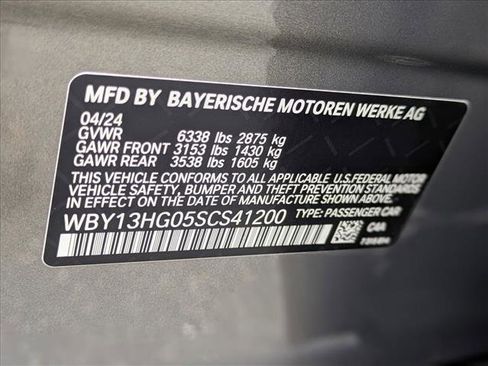 MFD BY BAYERISCHE MOTOREN WERKE AG
04/24
GVWR 6338 lbs 2875 kg
GAWR FRONT 3153 lbs 1430 kg
GAWR REAR 3538 lbs 1605 kg
THIS VEHICLE CONFORMS TO ALL APPLICABLE U.S. FEDERAL MOTOR
VEHICLE SAFETY, BUMPER AND THEFT PREVENTION STANDARDS
IN EFFECT ON THE DATE OF MANUFACTURE SHOWN ABOVE.
WBY13HG05SCS41200 TYPE: PASSENGER CAR
C4A